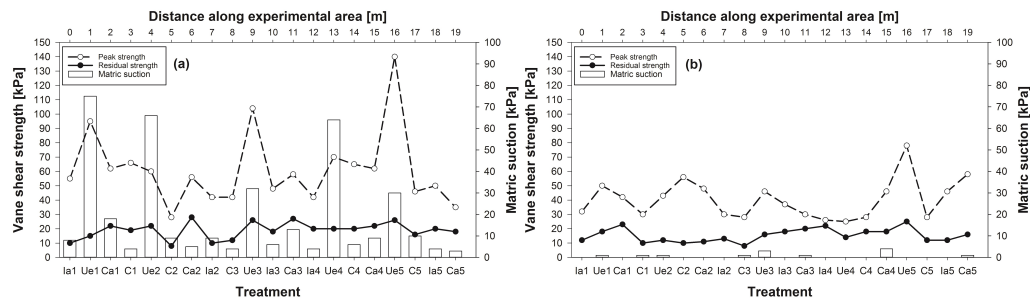 Distance along experimental area [m]
0 1 2 3 4 5 6 7 8 9 10 11 12 13 14 15 16 17 18 19
Peak strength
Residual strength
Matric suction
(a)
Vane shear strength [kPa]
150
140
130
120
110
100
90
80
70
60
50
40
30
20
10
0
100
90
80
70
60
50
40
30
20
10
0
Matric suction [kPa]
Ia1 Ue1 Ca1 C1 Ue2 C2 Ca2 Ia2 C3 Ue3 Ia3 Ca3 Ia4 Ue4 C4 Ca4 Ue5 C5 Ia5 Ca5
Treatment
Distance along experimental area [m]
0 1 2 3 4 5 6 7 8 9 10 11 12 13 14 15 16 17 18 19
Peak strength
Residual strength
Matric suction
(b)
Vane shear strength [kPa]
150
140
130
120
110
100
90
80
70
60
50
40
30
20
10
0
100
90
80
70
60
50
40
30
20
10
0
Matric suction [kPa]
Ia1 Ue1 Ca1 C1 Ue2 C2 Ca2 Ia2 C3 Ue3 Ia3 Ca3 Ia4 Ue4 C4 Ca4 Ue5 C5 Ia5 Ca5
Treatment